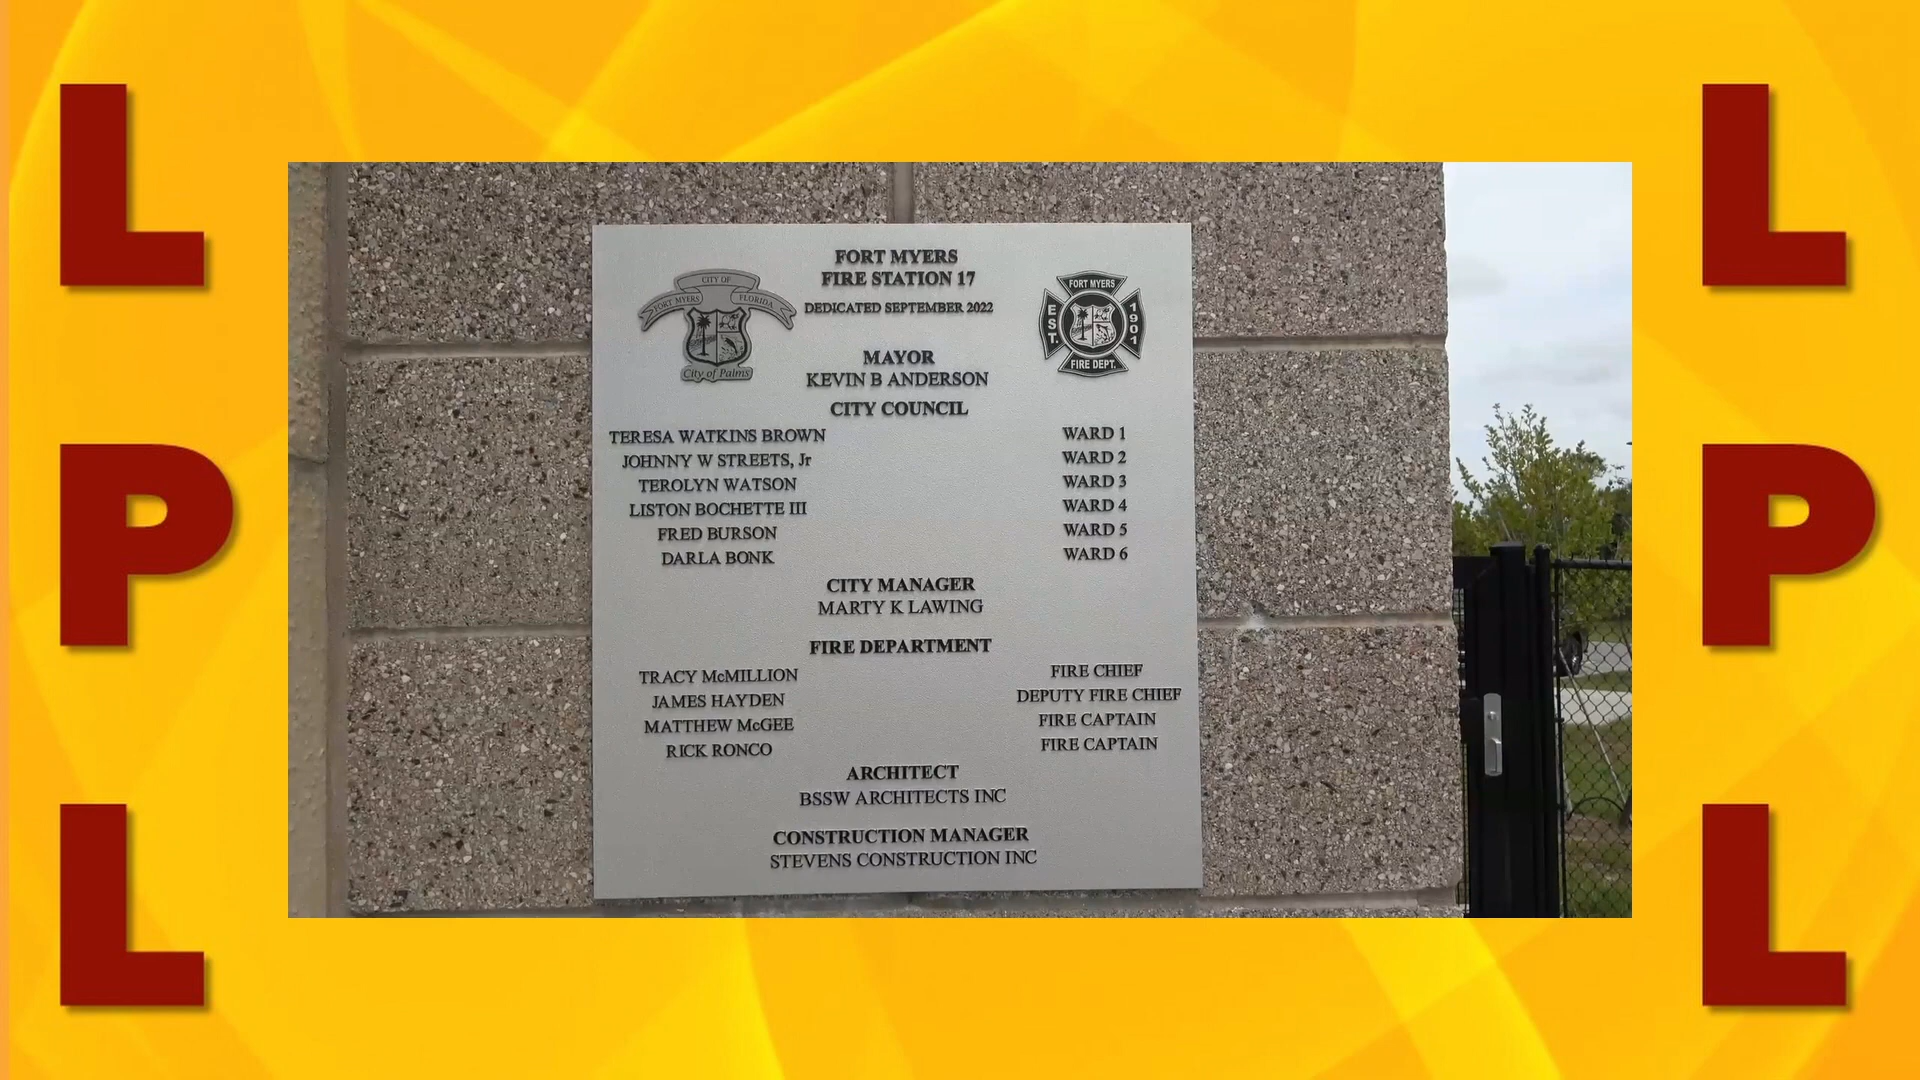 L
P
L
FORT MYERS
FIRE STATION 17
DEDICATED SEPTEMBER 2022
CITY OF
FORT MYERS FLORIDA
City of Palms
FORT MYERS
EST. 1901
FIRE DEPT.
MAYOR
KEVIN B ANDERSON
CITY COUNCIL
TERESA WATKINS BROWN WARD 1
JOHNNY W STREETS, Jr WARD 2
TEROLYN WATSON WARD 3
LISTON BOCHETTE III WARD 4
FRED BURSON WARD 5
DARLA BONK WARD 6
CITY MANAGER
MARTY K LAWING
FIRE DEPARTMENT
TRACY McMILLION FIRE CHIEF
JAMES HAYDEN DEPUTY FIRE CHIEF
MATTHEW McGEE FIRE CAPTAIN
RICK RONCO FIRE CAPTAIN
ARCHITECT
BSSW ARCHITECTS INC
CONSTRUCTION MANAGER
STEVENS CONSTRUCTION INC
L
P
L